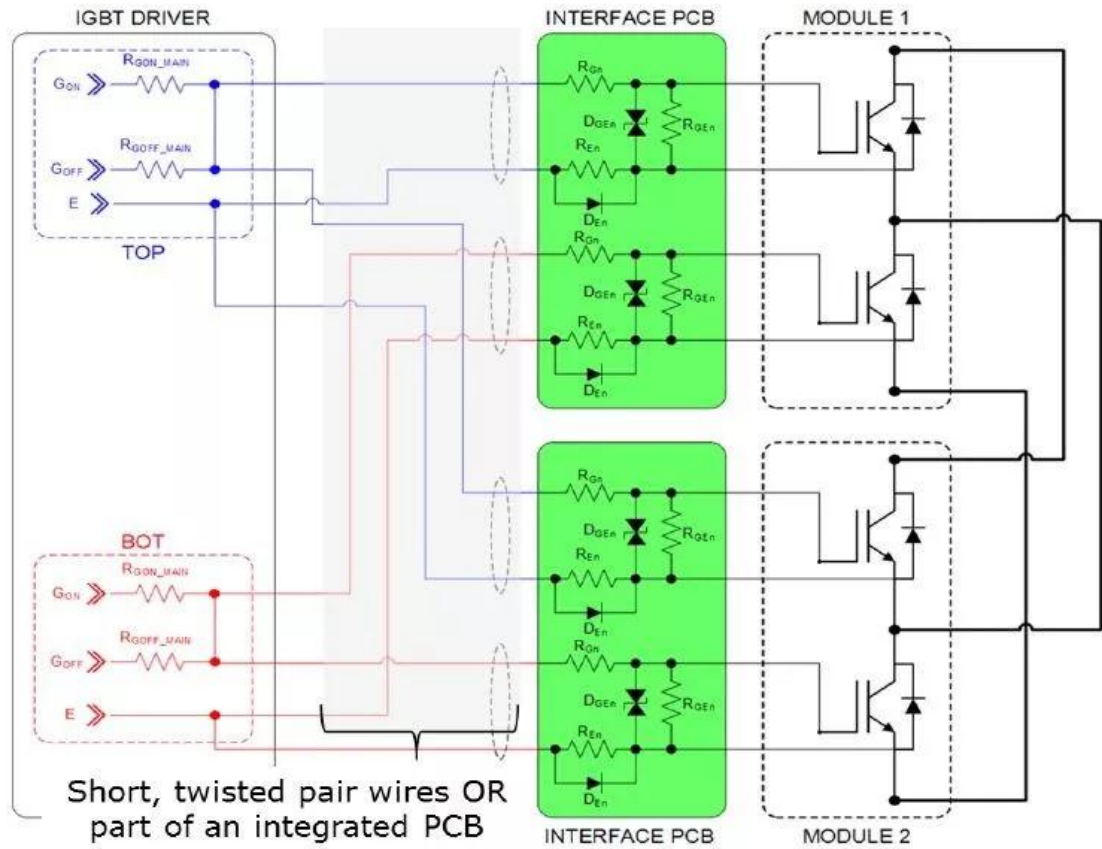 IGBT DRIVER
INTERFACE PCB
MODULE 1
RGON_MAIN
GON
RGOFF_MAIN
GOFF
E
TOP
RGn
DGEn
RGEn
REn
DEn
RGn
DGEn
RGEn
REn
DEn
BOT
RGON_MAIN
GON
RGOFF_MAIN
GOFF
E
RGn
DGEn
RGEn
REn
DEn
RGn
DGEn
RGEn
REn
DEn
Short, twisted pair wires OR
part of an integrated PCB
INTERFACE PCB
MODULE 2